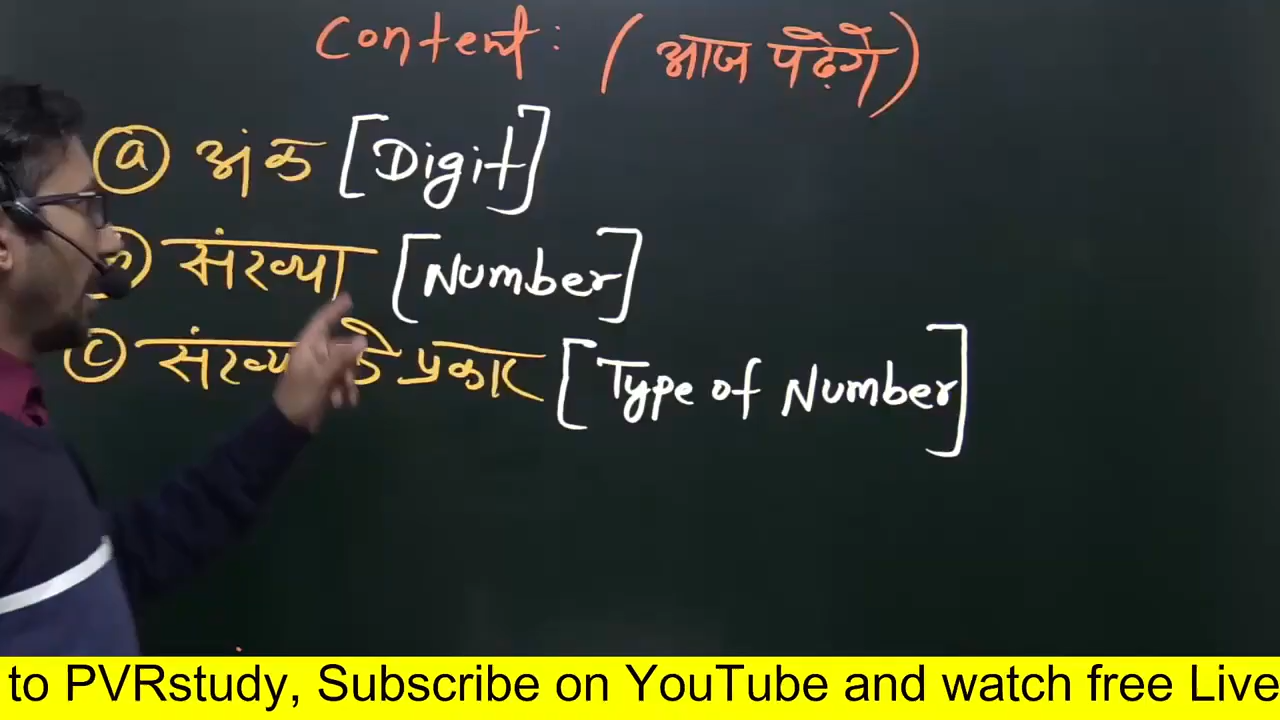 Content: (आज पढ़ेगे)
a अंक [Digit]
संख्या [Number]
c संख्या के प्रकार [Type of Number]
to PVRstudy, Subscribe on YouTube and watch free Live